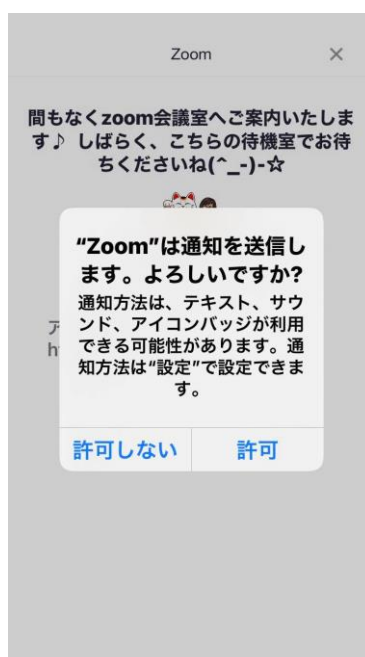 Zoom ×
間もなくzoom会議室へご案内いたしま
す♪ しばらく、こちらの待機室でお待
ちくださいね(^_-)-☆
“Zoom”は通知を送信し
ます。よろしいですか?
通知方法は、テキスト、サウ
ンド、アイコンバッジが利用
できる可能性があります。通
知方法は“設定”で設定できま
す。
許可しない 許可